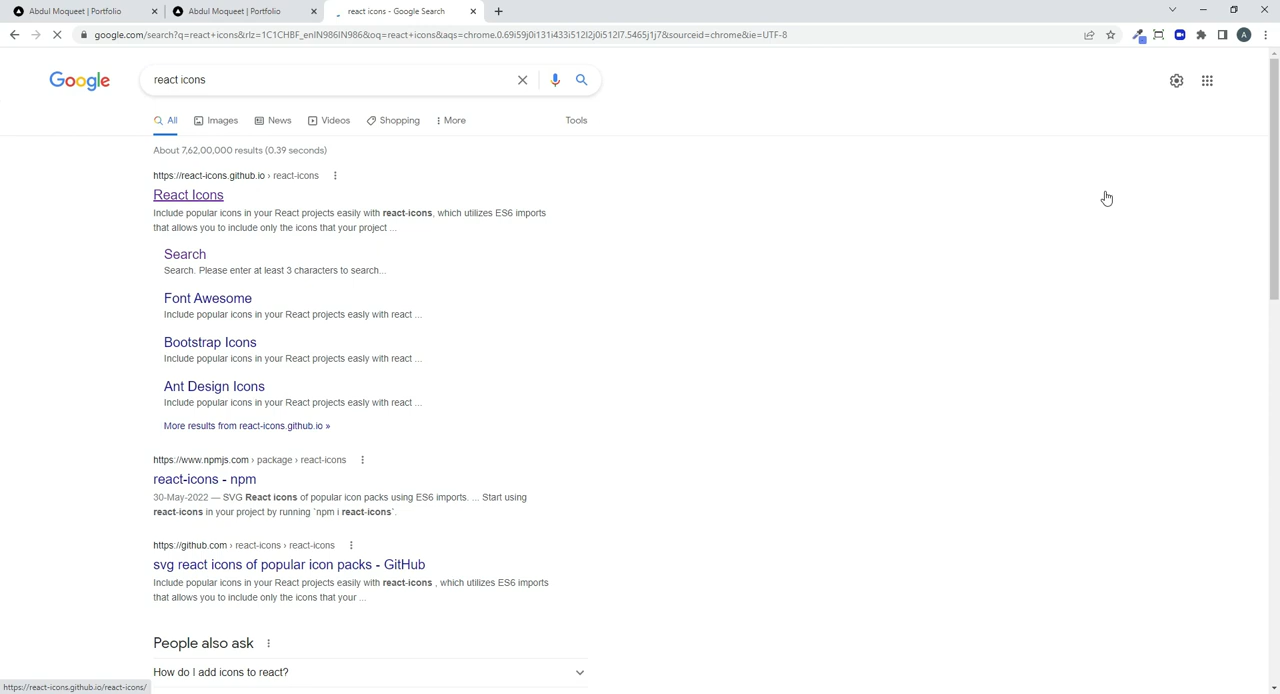 Abdul Moqueet | Portfolio
Abdul Moqueet | Portfolio
react icons - Google Search
google.com/search?q=react+icons&rlz=1C1CHBF_enIN986IN986&oq=react+icons&aqs=chrome.0.69i59j0i131i433i512l2j0i512l7.5465j1j7&sourceid=chrome&ie=UTF-8
A
Google
react icons
All
Images
News
Videos
Shopping
More
Tools
About 7,62,00,000 results (0.39 seconds)
https://react-icons.github.io › react-icons
React Icons
Include popular icons in your React projects easily with react-icons, which utilizes ES6 imports
that allows you to include only the icons that your project ...
Search
Search. Please enter at least 3 characters to search...
Font Awesome
Include popular icons in your React projects easily with react ...
Bootstrap Icons
Include popular icons in your React projects easily with react ...
Ant Design Icons
Include popular icons in your React projects easily with react ...
More results from react-icons.github.io »
https://www.npmjs.com › package › react-icons
react-icons - npm
30-May-2022 — SVG React icons of popular icon packs using ES6 imports. ... Start using
react-icons in your project by running `npm i react-icons`.
https://github.com › react-icons › react-icons
svg react icons of popular icon packs - GitHub
Include popular icons in your React projects easily with react-icons , which utilizes ES6 imports
that allows you to include only the icons that your ...
People also ask
How do I add icons to react?
https://react-icons.github.io/react-icons/